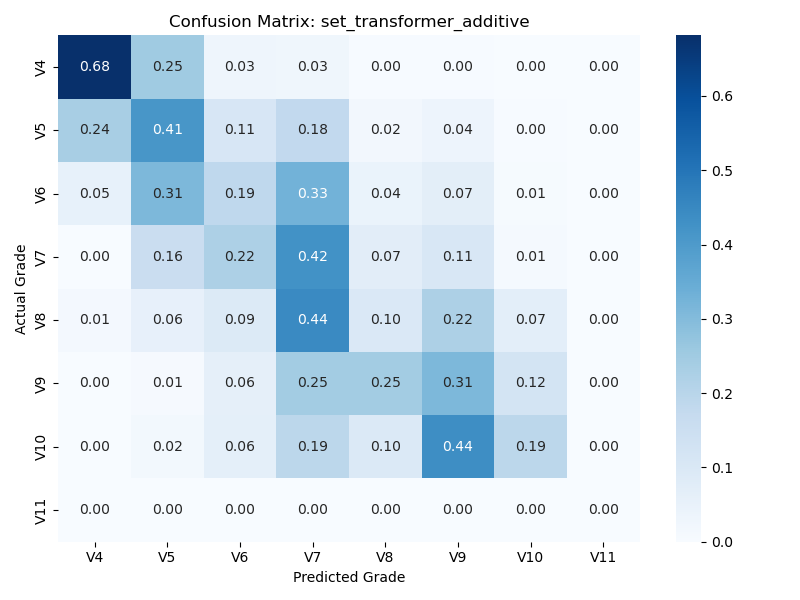 Confusion Matrix: set_transformer_additive
V4 0.68 0.25 0.03 0.03 0.00 0.00 0.00 0.00
V5 0.24 0.41 0.11 0.18 0.02 0.04 0.00 0.00
V6 0.05 0.31 0.19 0.33 0.04 0.07 0.01 0.00
V7 0.00 0.16 0.22 0.42 0.07 0.11 0.01 0.00
V8 0.01 0.06 0.09 0.44 0.10 0.22 0.07 0.00
V9 0.00 0.01 0.06 0.25 0.25 0.31 0.12 0.00
V10 0.00 0.02 0.06 0.19 0.10 0.44 0.19 0.00
V11 0.00 0.00 0.00 0.00 0.00 0.00 0.00 0.00
V4 V5 V6 V7 V8 V9 V10 V11
Predicted Grade
Actual Grade
0.6
0.5
0.4
0.3
0.2
0.1
0.0